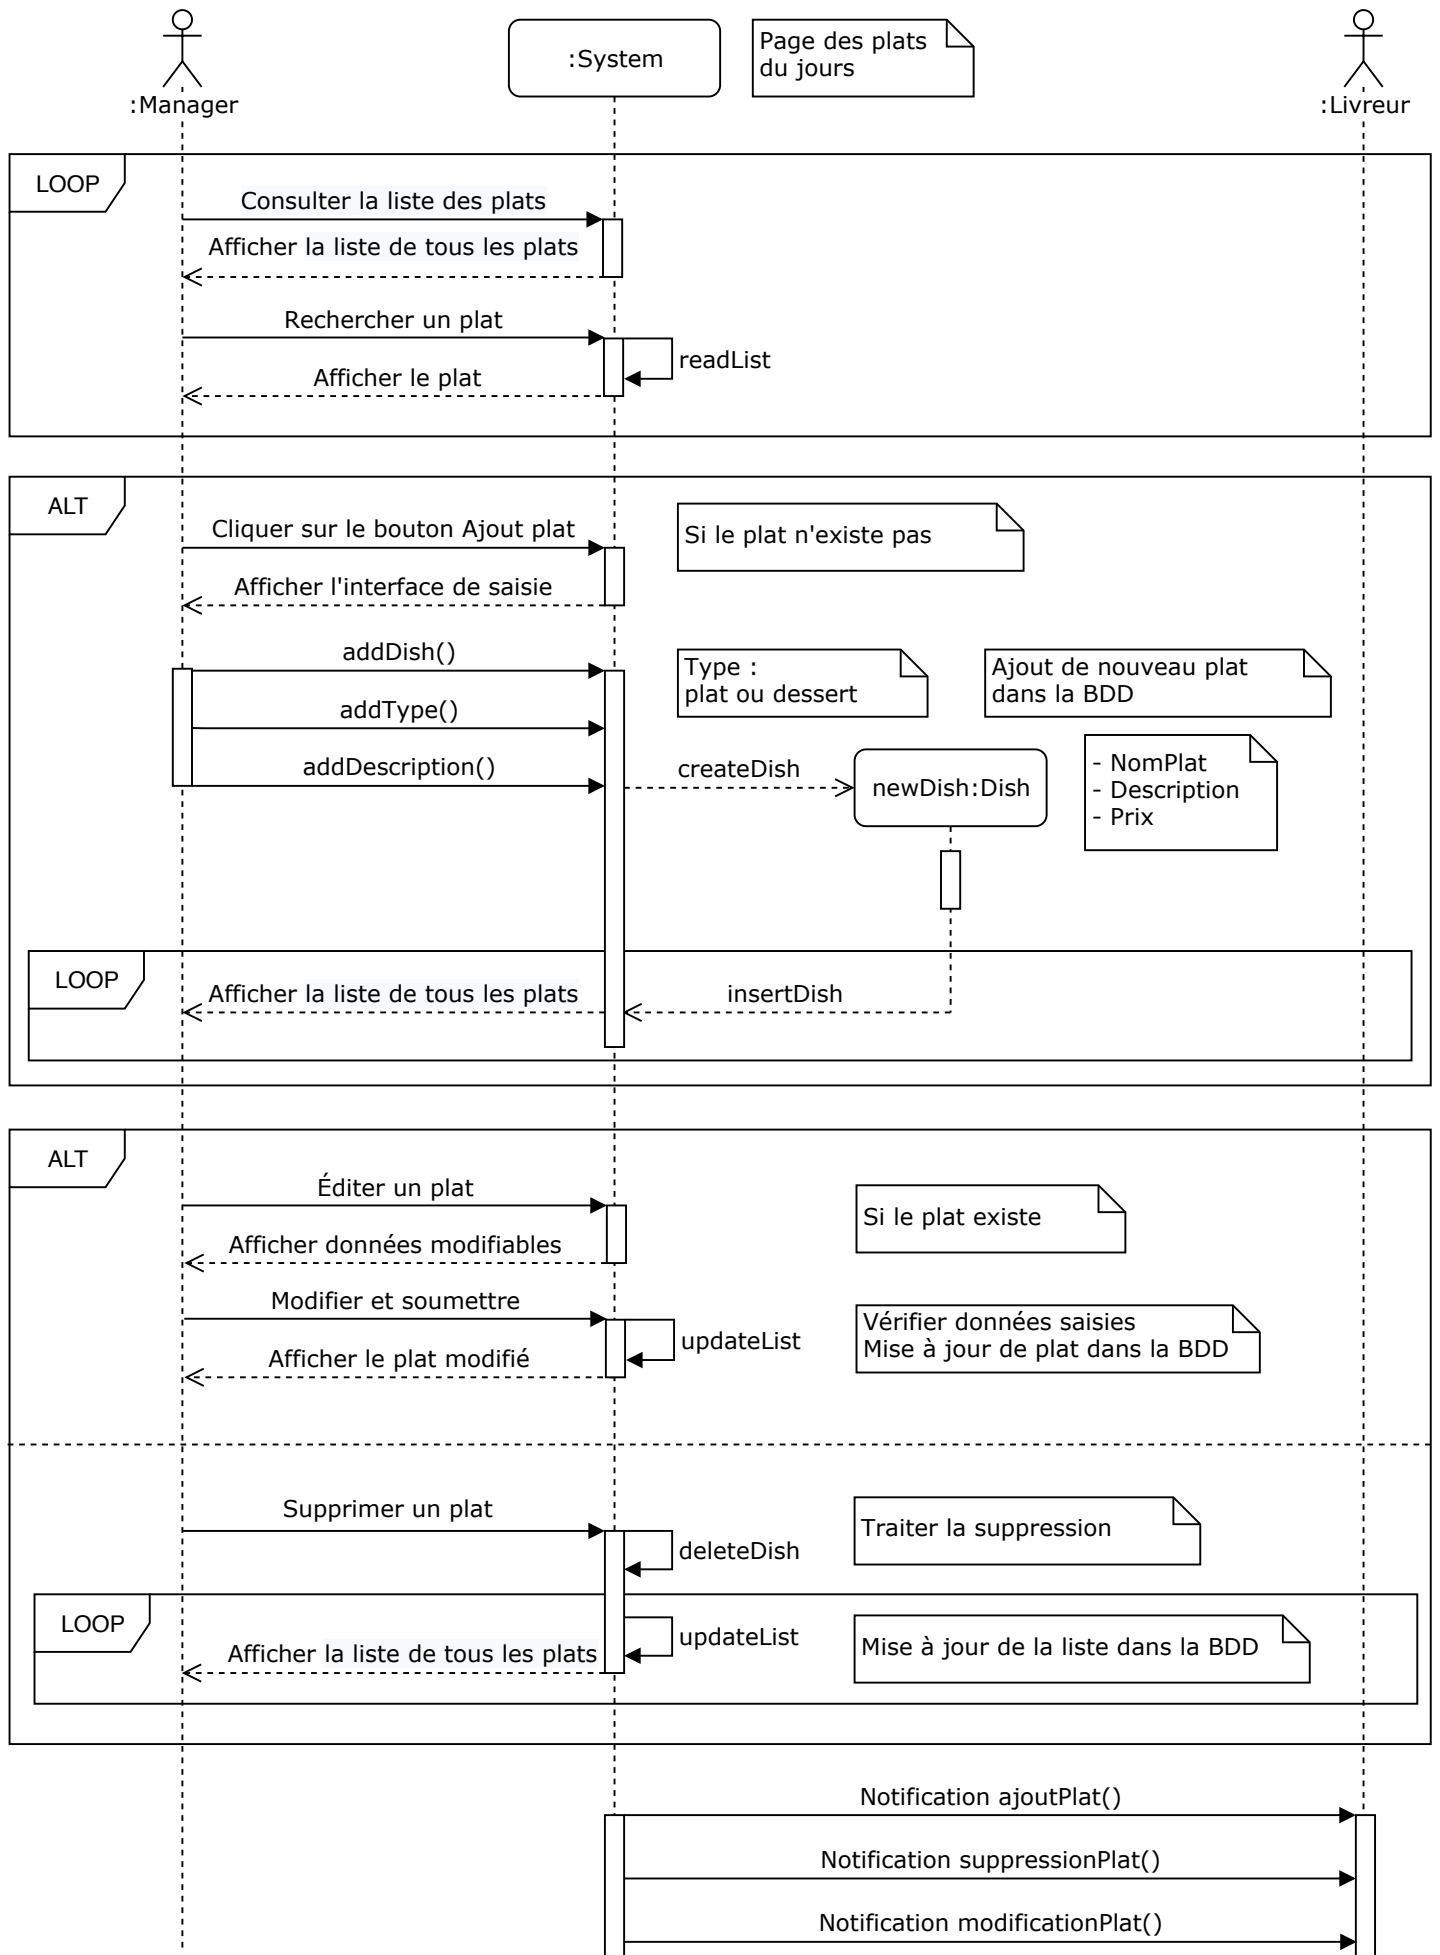 :Manager
:System
Page des plats
du jours
:Livreur
LOOP
Consulter la liste des plats
Afficher la liste de tous les plats
Rechercher un plat
readList
Afficher le plat
ALT
Cliquer sur le bouton Ajout plat
Si le plat n'existe pas
Afficher l'interface de saisie
addDish()
Type :
plat ou dessert
Ajout de nouveau plat
dans la BDD
addType()
addDescription()
createDish
newDish:Dish
- NomPlat
- Description
- Prix
LOOP
Afficher la liste de tous les plats
insertDish
ALT
Éditer un plat
Si le plat existe
Afficher données modifiables
Modifier et soumettre
updateList
Vérifier données saisies
Mise à jour de plat dans la BDD
Afficher le plat modifié
Supprimer un plat
deleteDish
Traiter la suppression
LOOP
updateList
Afficher la liste de tous les plats
Mise à jour de la liste dans la BDD
Notification ajoutPlat()
Notification suppressionPlat()
Notification modificationPlat()